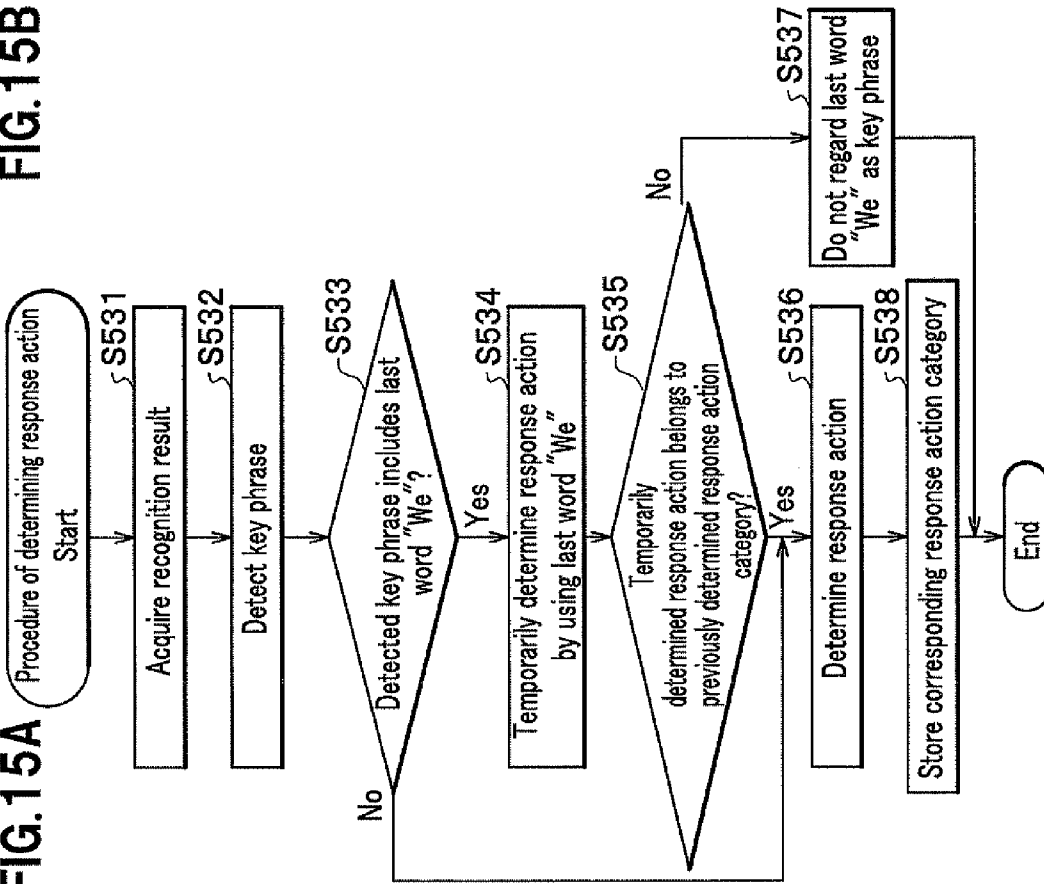 FIG.15A
FIG.15B
Procedure of determining response action
Start
S531
Acquire recognition result
S532
Detect key phrase
S533
Detected key phrase includes last
word "We"?
No
Yes
S534
Temporarily determine response action
by using last word "We"
S535
Temporarily
determined response action belongs to
previously determined response action
category?
No
Yes
S536
Determine response action
S537
Do not regard last word
"We" as key phrase
S538
Store corresponding response action category
End